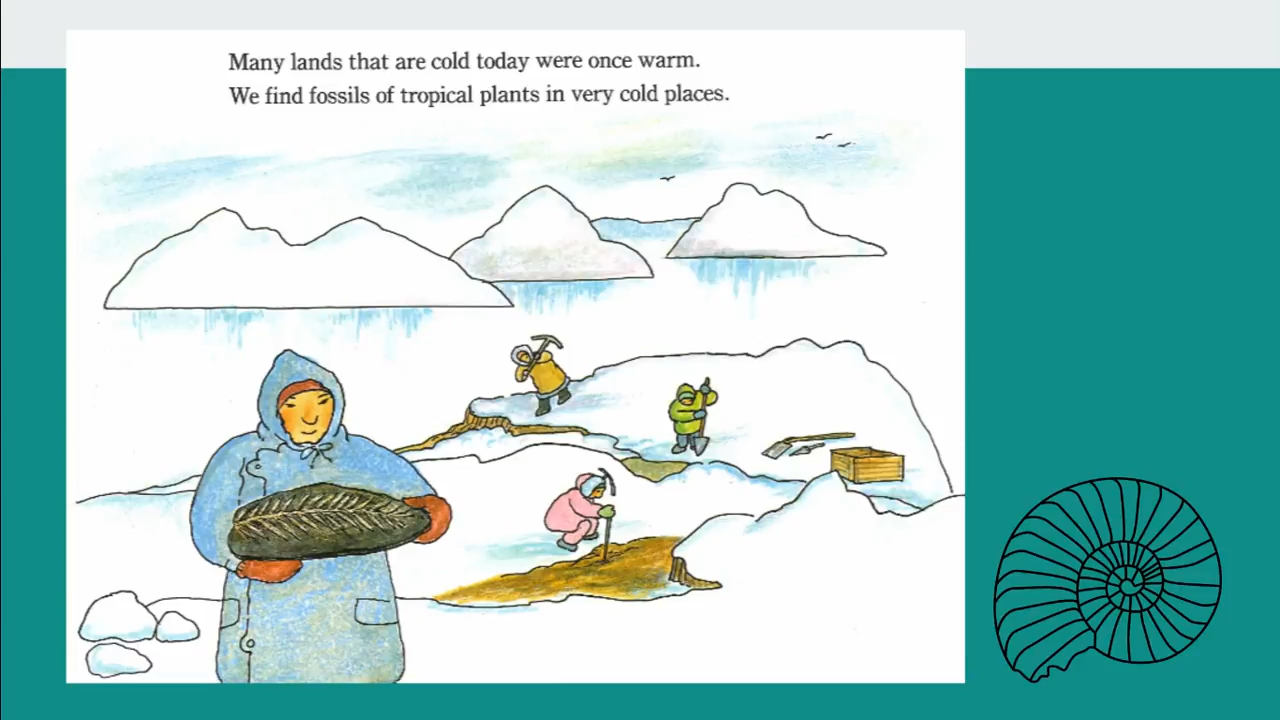 Many lands that are cold today were once warm.
We find fossils of tropical plants in very cold places.